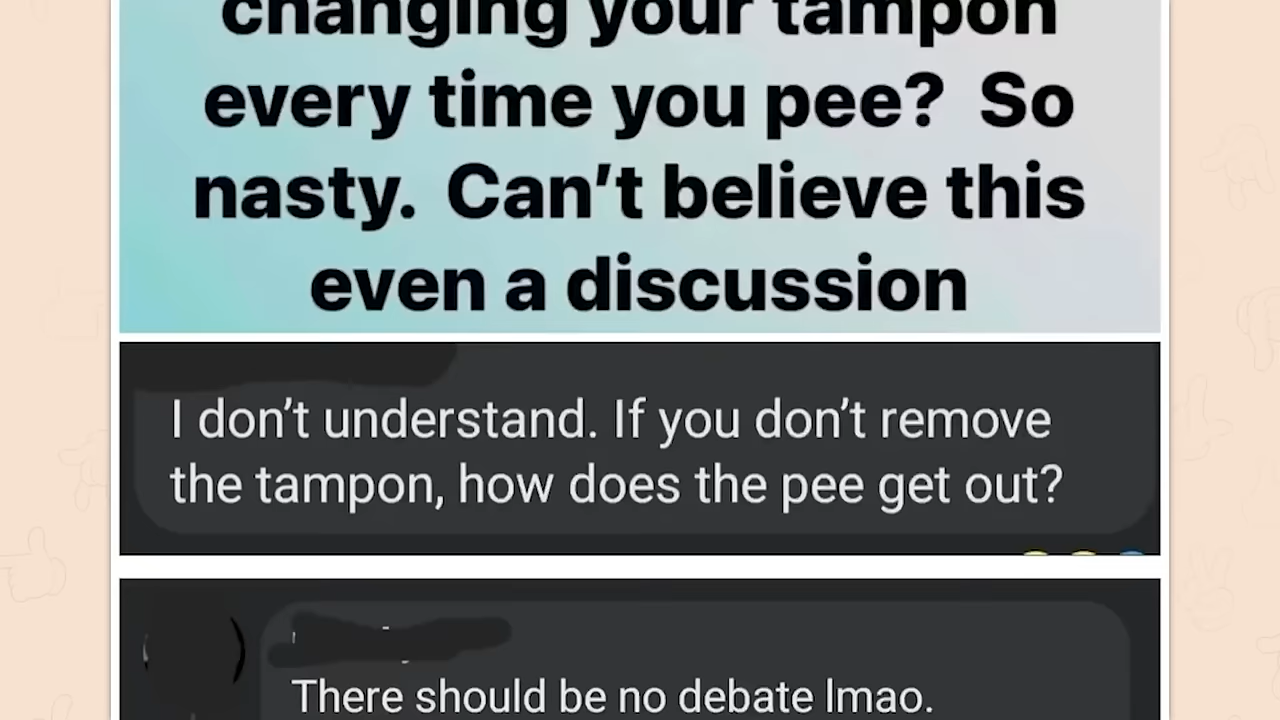 changing your tampon
every time you pee?  So
nasty.  Can't believe this
even a discussion
I don't understand. If you don't remove
the tampon, how does the pee get out?
There should be no debate lmao.